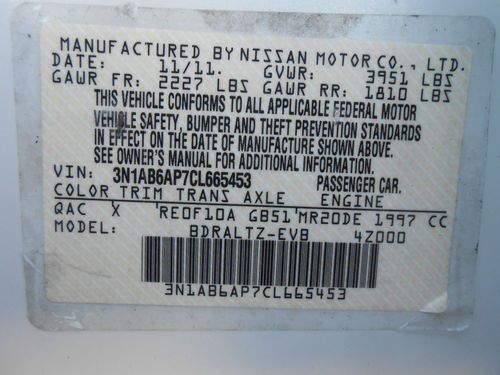 MANUFACTURED BY NISSAN MOTOR CO., LTD.
DATE: 11/11. GVWR: 3951 LBS
GAWR FR: 2227 LBS GAWR RR: 1810 LBS
THIS VEHICLE CONFORMS TO ALL APPLICABLE FEDERAL MOTOR
VEHICLE SAFETY, BUMPER AND THEFT PREVENTION STANDARDS
IN EFFECT ON THE DATE OF MANUFACTURE SHOWN ABOVE.
SEE OWNER'S MANUAL FOR ADDITIONAL INFORMATION.
VIN: 3N1AB6AP7CL665453 PASSENGER CAR.
COLOR TRIM TRANS AXLE ENGINE
QAC X RE0F10A GB51 MR20DE 1997 CC
MODEL: BDRALTZ-EVB 4Z000
3N1AB6AP7CL665453